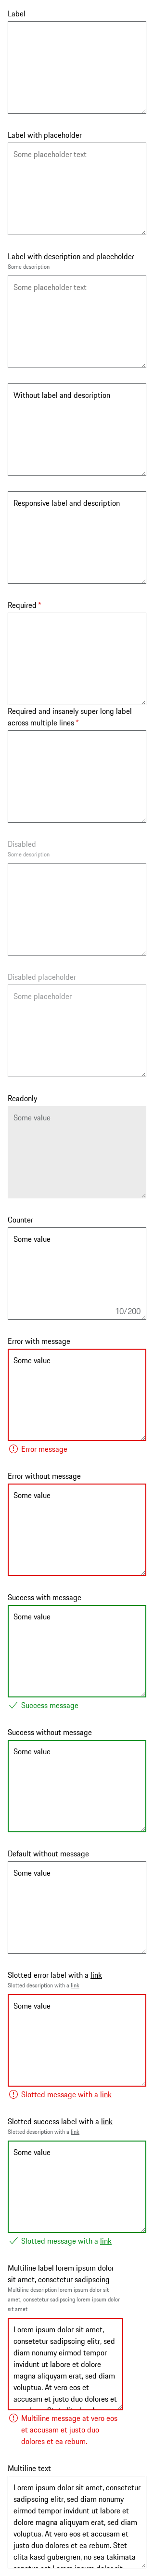 Label
Label with placeholder
Some placeholder text
Label with description and placeholder
Some description
Some placeholder text
Without label and description
Responsive label and description
Required *
Required and insanely super long label
across multiple lines *
Disabled
Some description
Disabled placeholder
Some placeholder
Readonly
Some value
Counter
Some value
10/200
Error with message
Some value
Error message
Error without message
Some value
Success with message
Some value
Success message
Success without message
Some value
Default without message
Some value
Slotted error label with a link
Slotted description with a link
Some value
Slotted message with a link
Slotted success label with a link
Slotted description with a link
Some value
Slotted message with a link
Multiline label lorem ipsum dolor
sit amet, consetetur sadipscing
Multiline description lorem ipsum dolor sit
amet, consetetur sadipscing lorem ipsum dolor
sit amet
Lorem ipsum dolor sit amet,
consetetur sadipscing elitr, sed
diam nonumy eirmod tempor
invidunt ut labore et dolore
magna aliquyam erat, sed diam
voluptua. At vero eos et
accusam et justo duo dolores et
Multiline message at vero eos
et accusam et justo duo
dolores et ea rebum.
Multiline text
Lorem ipsum dolor sit amet, consetetur
sadipscing elitr, sed diam nonumy
eirmod tempor invidunt ut labore et
dolore magna aliquyam erat, sed diam
voluptua. At vero eos et accusam et
justo duo dolores et ea rebum. Stet
clita kasd gubergren, no sea takimata